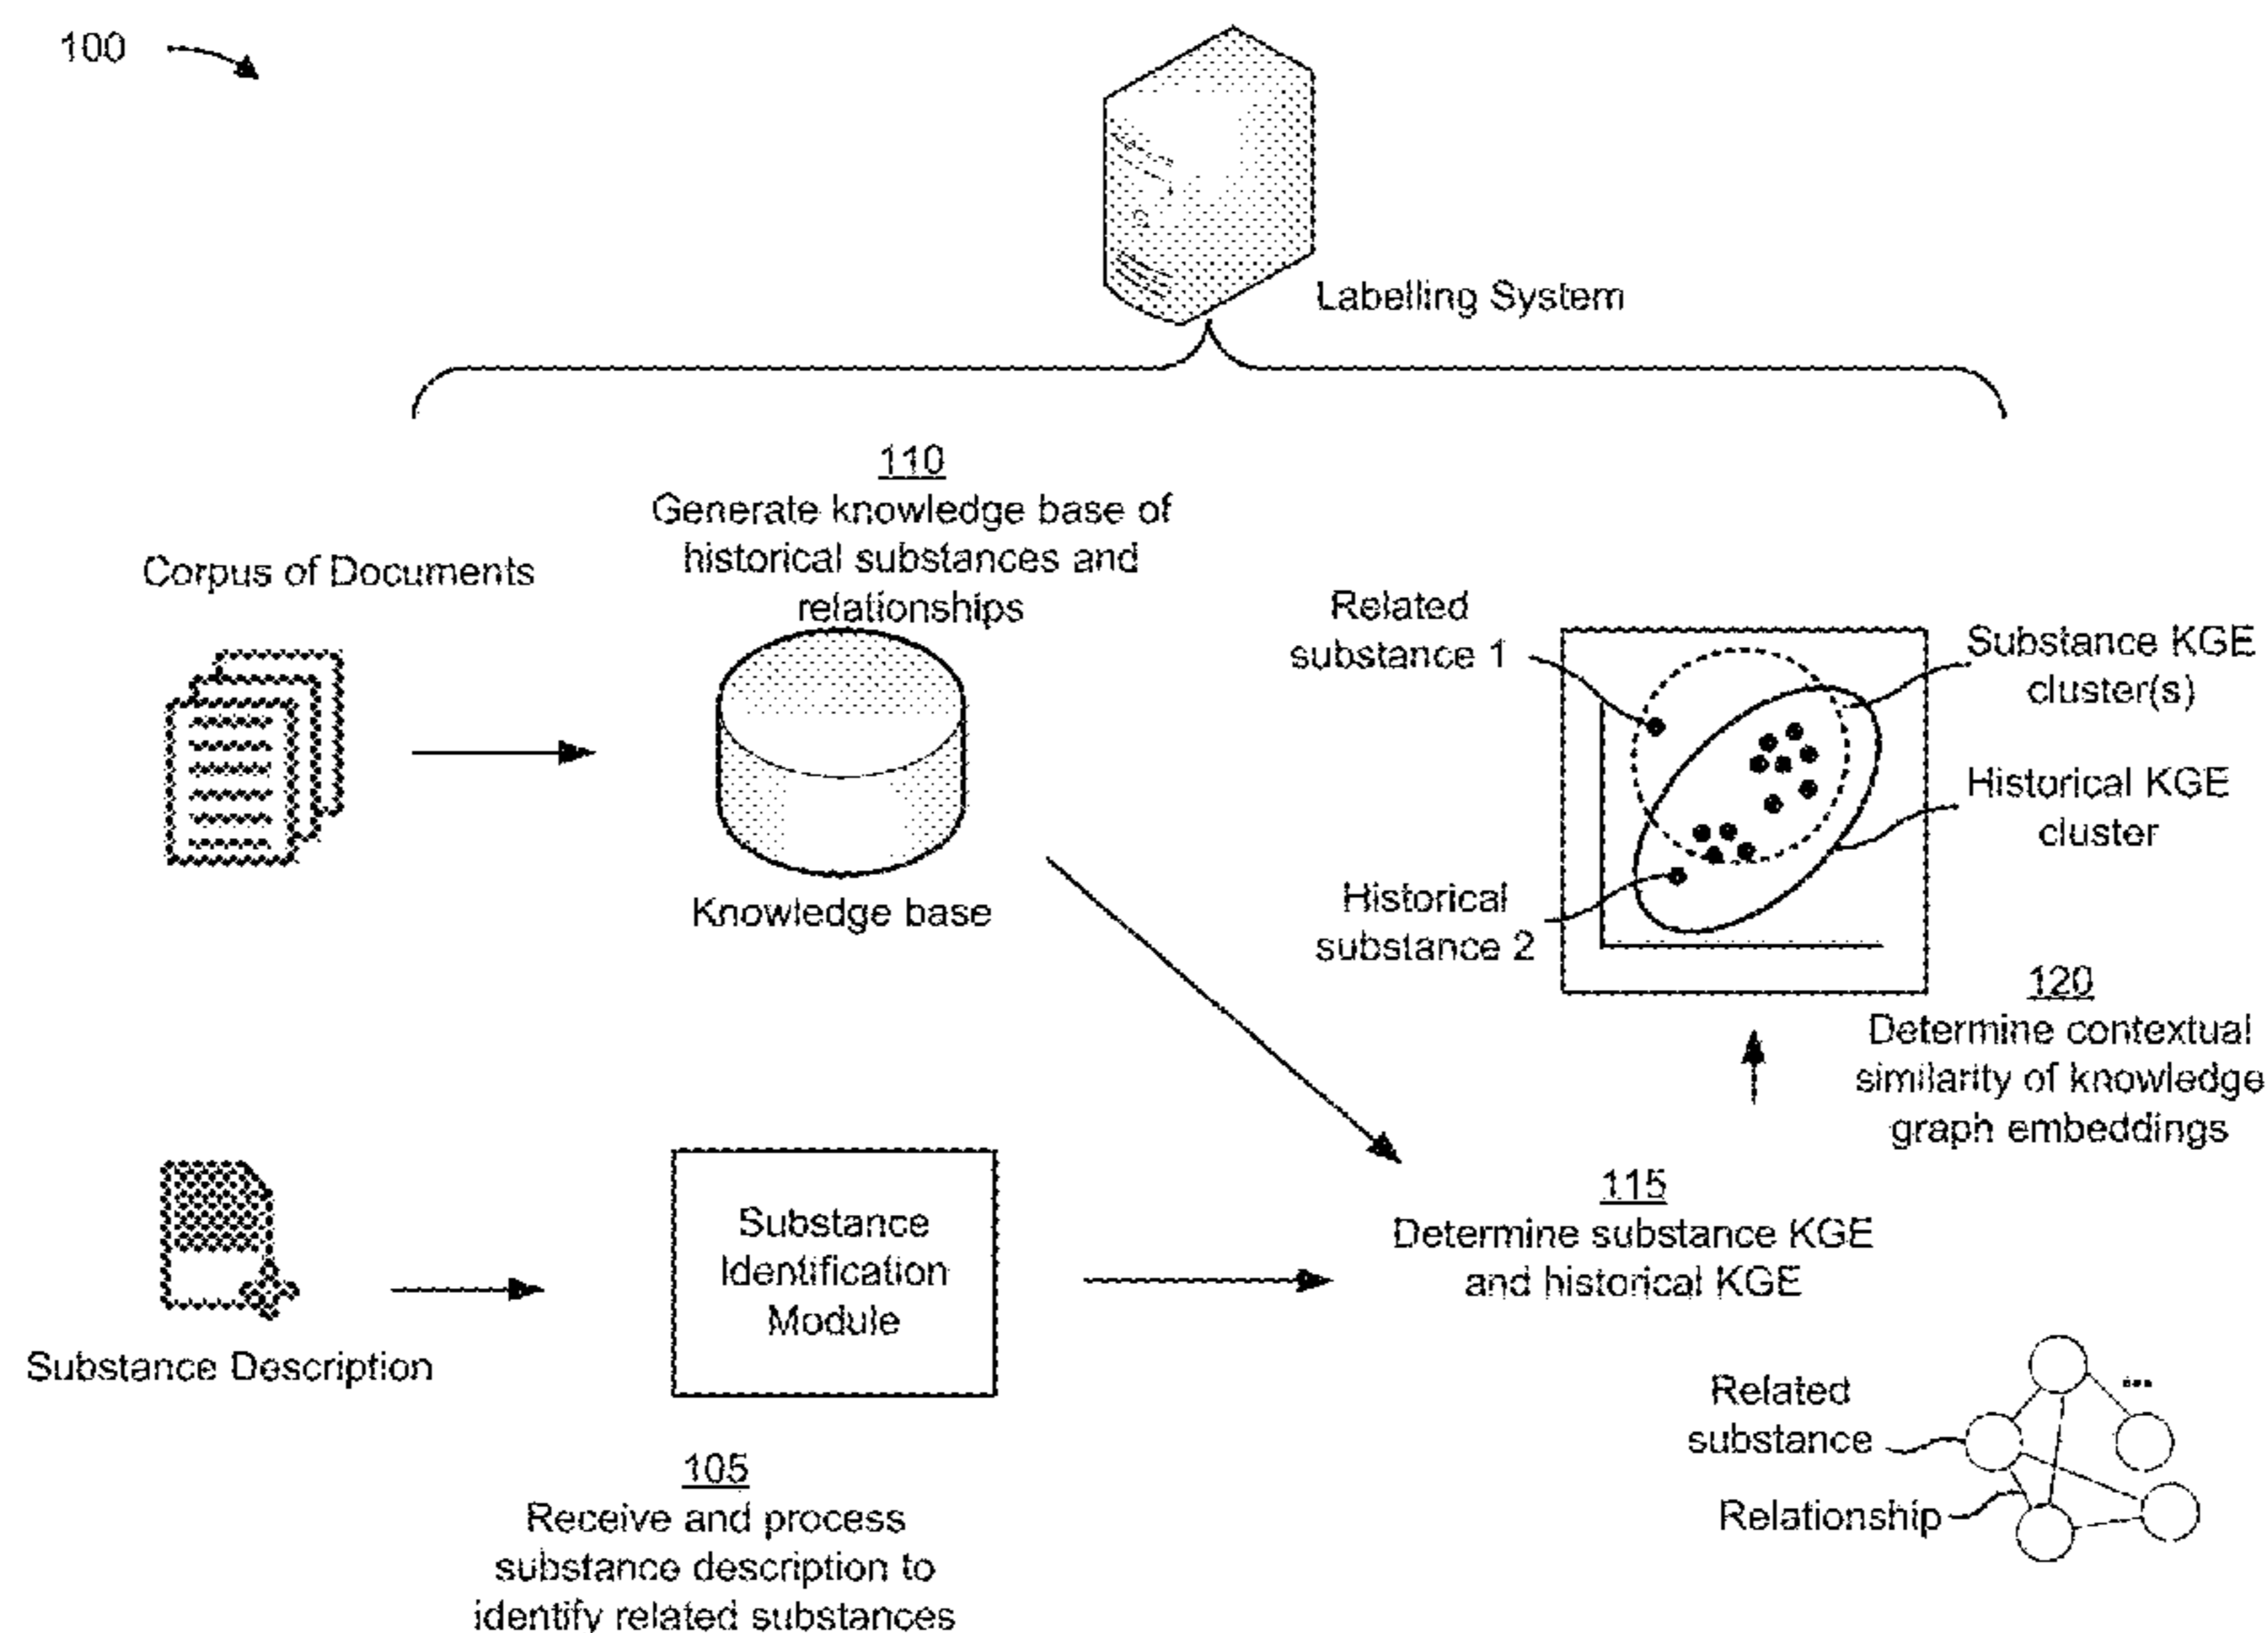 100
Labelling System
110
Generate knowledge base of
historical substances and
relationships
Corpus of Documents
Knowledge base
Related
substance 1
Substance KGE
cluster(s)
Historical KGE
cluster
Historical
substance 2
120
Determine contextual
similarity of knowledge
graph embeddings
115
Determine substance KGE
and historical KGE
Substance
Identification
Module
Substance Description
105
Receive and process
substance description to
identify related substances
Related
substance
...
Relationship